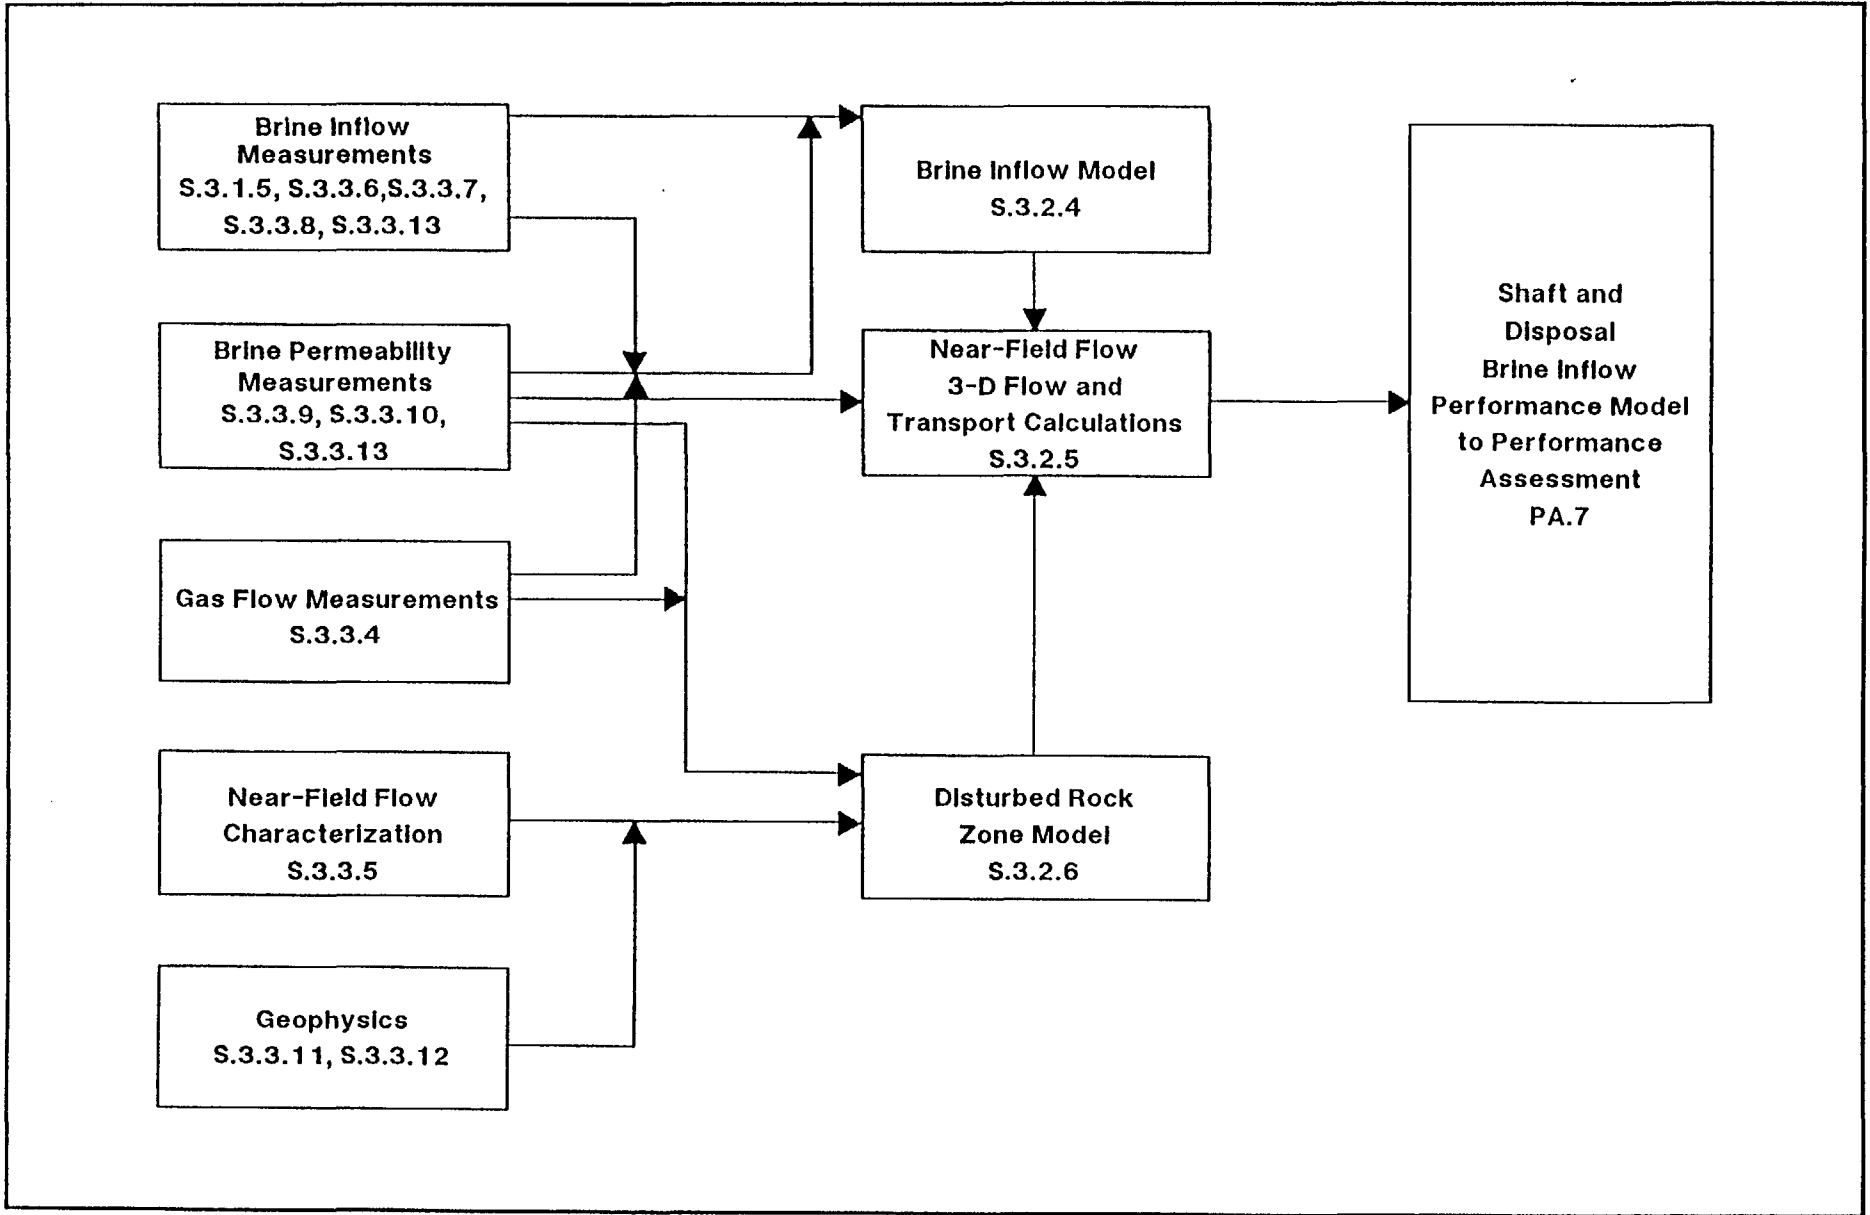 Brine Inflow
Measurements
S.3.1.5, S.3.3.6,S.3.3.7,
S.3.3.8, S.3.3.13
Brine Inflow Model
S.3.2.4
Brine Permeability
Measurements
S.3.3.9, S.3.3.10,
S.3.3.13
Near-Field Flow
3-D Flow and
Transport Calculations
S.3.2.5
Shaft and
Disposal
Brine Inflow
Performance Model
to Performance
Assessment
PA.7
Gas Flow Measurements
S.3.3.4
Near-Field Flow
Characterization
S.3.3.5
Disturbed Rock
Zone Model
S.3.2.6
Geophysics
S.3.3.11, S.3.3.12